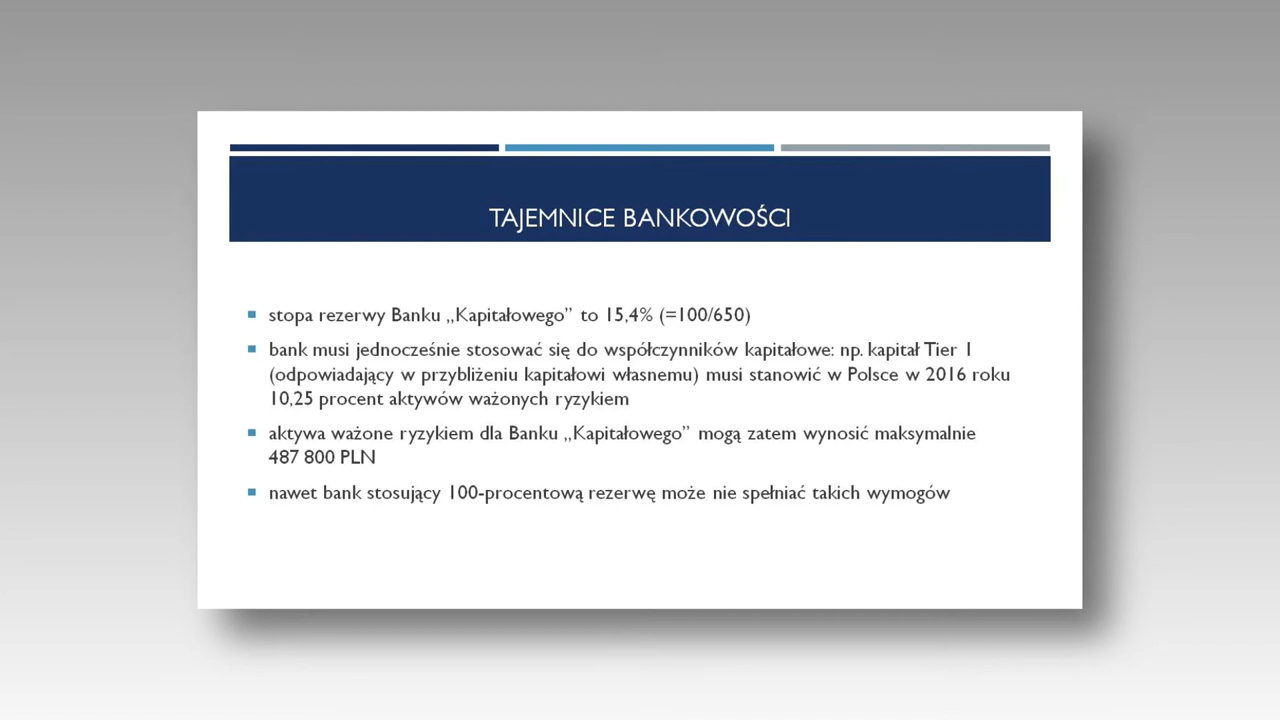 TAJEMNICE BANKOWOŚCI
stopa rezerwy Banku „Kapitałowego” to 15,4% (=100/650)
bank musi jednocześnie stosować się do współczynników kapitałowe: np. kapitał Tier 1
(odpowiadający w przybliżeniu kapitałowi własnemu) musi stanowić w Polsce w 2016 roku
10,25 procent aktywów ważonych ryzykiem
aktywa ważone ryzykiem dla Banku „Kapitałowego” mogą zatem wynosić maksymalnie
487 800 PLN
nawet bank stosujący 100-procentową rezerwę może nie spełniać takich wymogów